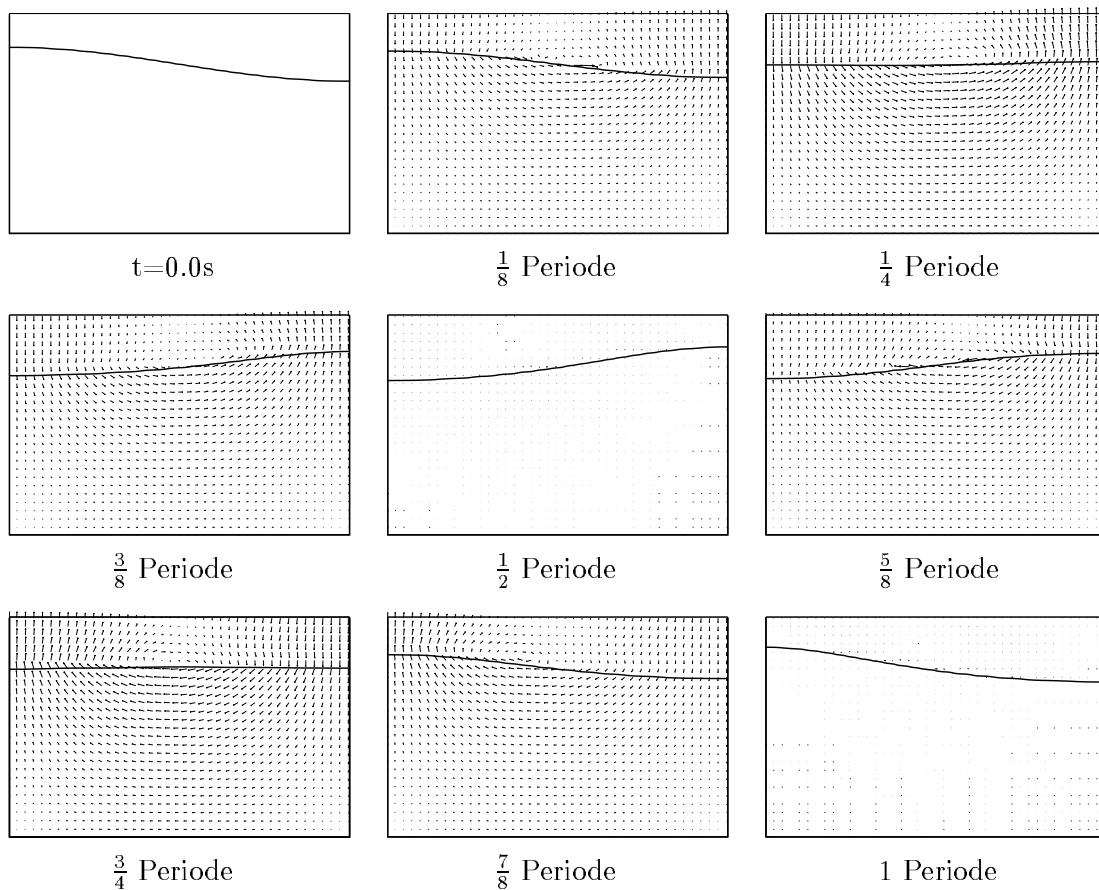 t=0.0s
1/8 Periode
1/4 Periode
3/8 Periode
1/2 Periode
5/8 Periode
3/4 Periode
7/8 Periode
1 Periode